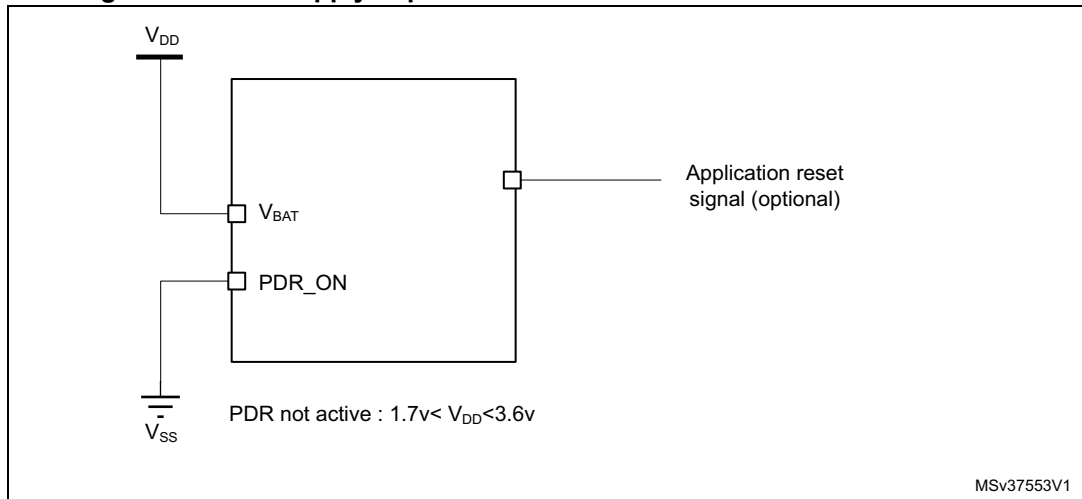 V_DD
V_BAT
Application reset
signal (optional)
PDR_ON
PDR not active : 1.7v< V_DD<3.6v
V_SS
MSv37553V1